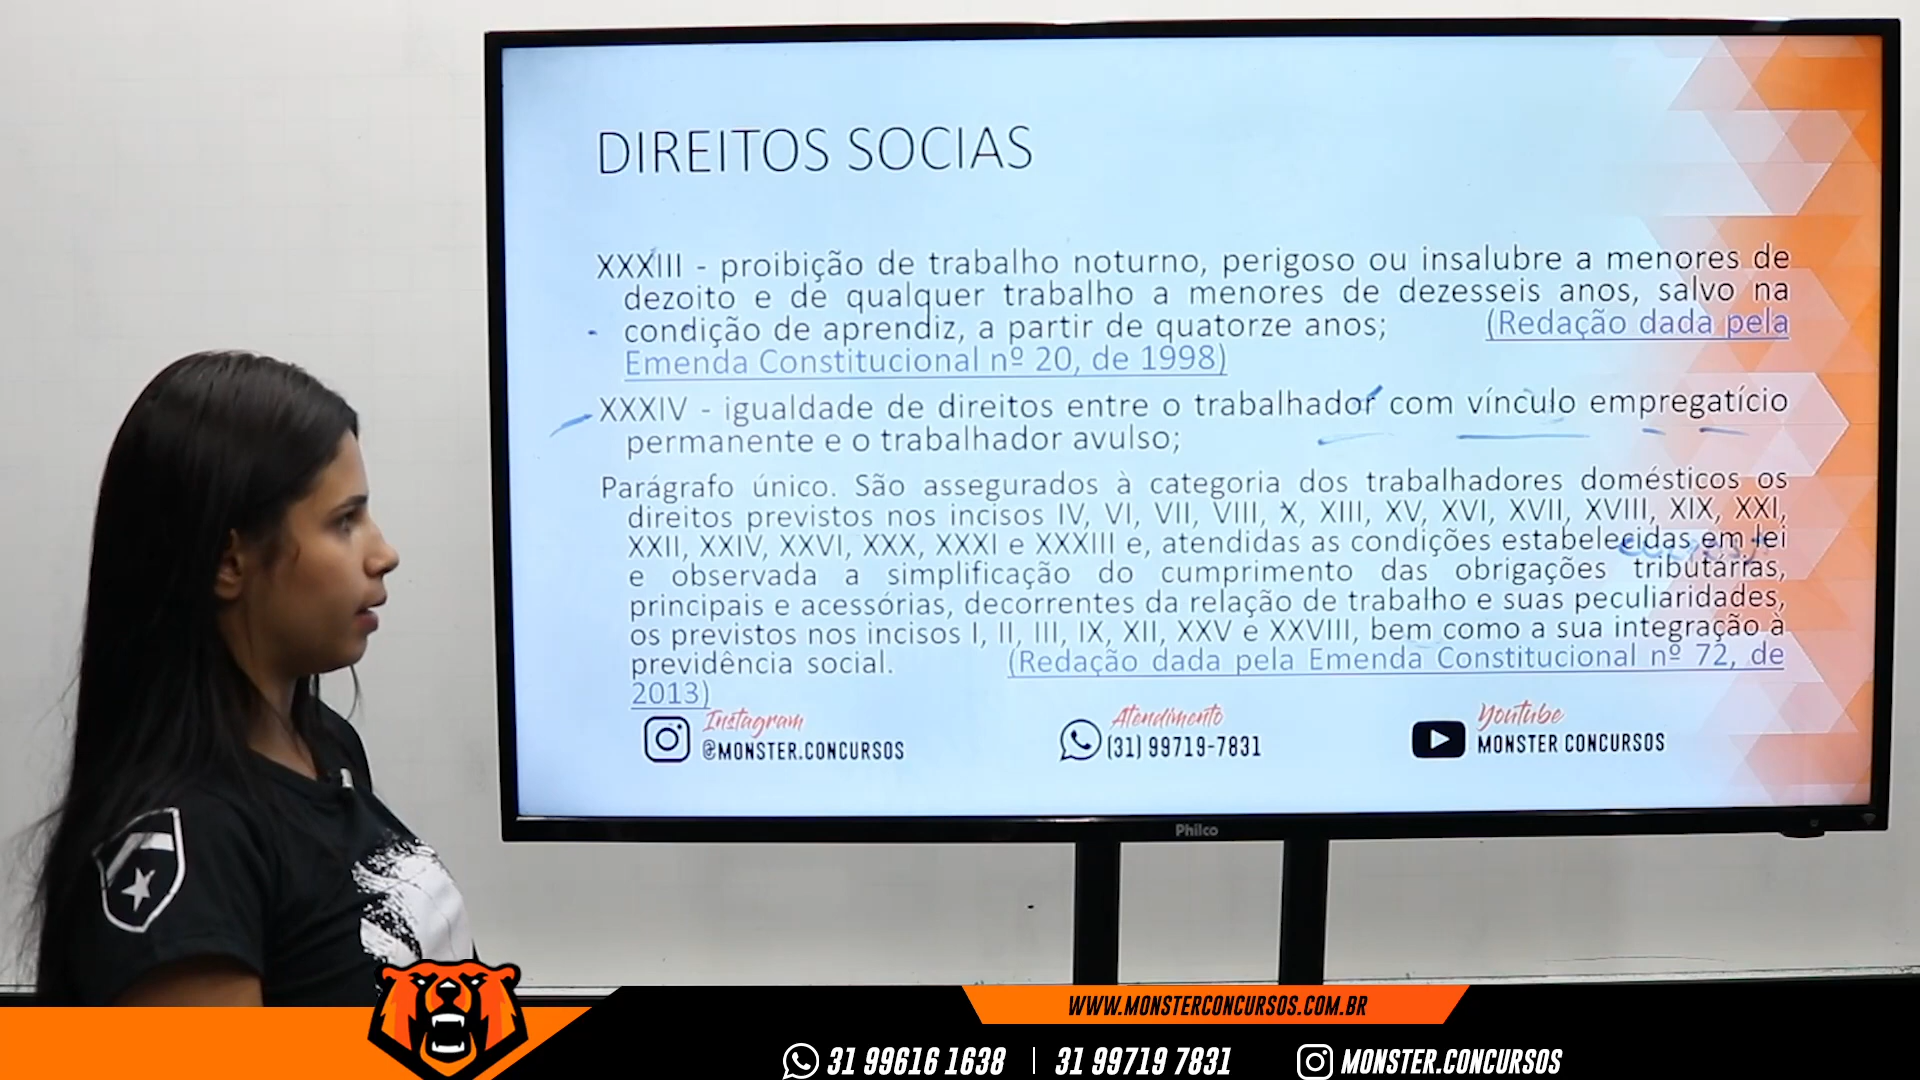 DIREITOS SOCIAS
XXXIII - proibição de trabalho noturno, perigoso ou insalubre a menores de
dezoito e de qualquer trabalho a menores de dezesseis anos, salvo na
condição de aprendiz, a partir de quatorze anos; (Redação dada pela
Emenda Constitucional nº 20, de 1998)
XXXIV - igualdade de direitos entre o trabalhador com vínculo empregatício
permanente e o trabalhador avulso;
Parágrafo único. São assegurados à categoria dos trabalhadores domésticos os
direitos previstos nos incisos IV, VI, VII, VIII, X, XIII, XV, XVI, XVII, XVIII, XIX, XXI,
XXII, XXIV, XXVI, XXX, XXXI e XXXIII e, atendidas as condições estabelecidas em lei
e observada a simplificação do cumprimento das obrigações tributárias,
principais e acessórias, decorrentes da relação de trabalho e suas peculiaridades,
os previstos nos incisos I, II, III, IX, XII, XXV e XXVIII, bem como a sua integração à
previdência social. (Redação dada pela Emenda Constitucional nº 72, de
2013)
Instagram
@MONSTER.CONCURSOS
Atendimento
(31) 99719-7831
Youtube
MONSTER CONCURSOS
Philco
WWW.MONSTERCONCURSOS.COM.BR
31 99616 1638 | 31 99719 7831
MONSTER.CONCURSOS